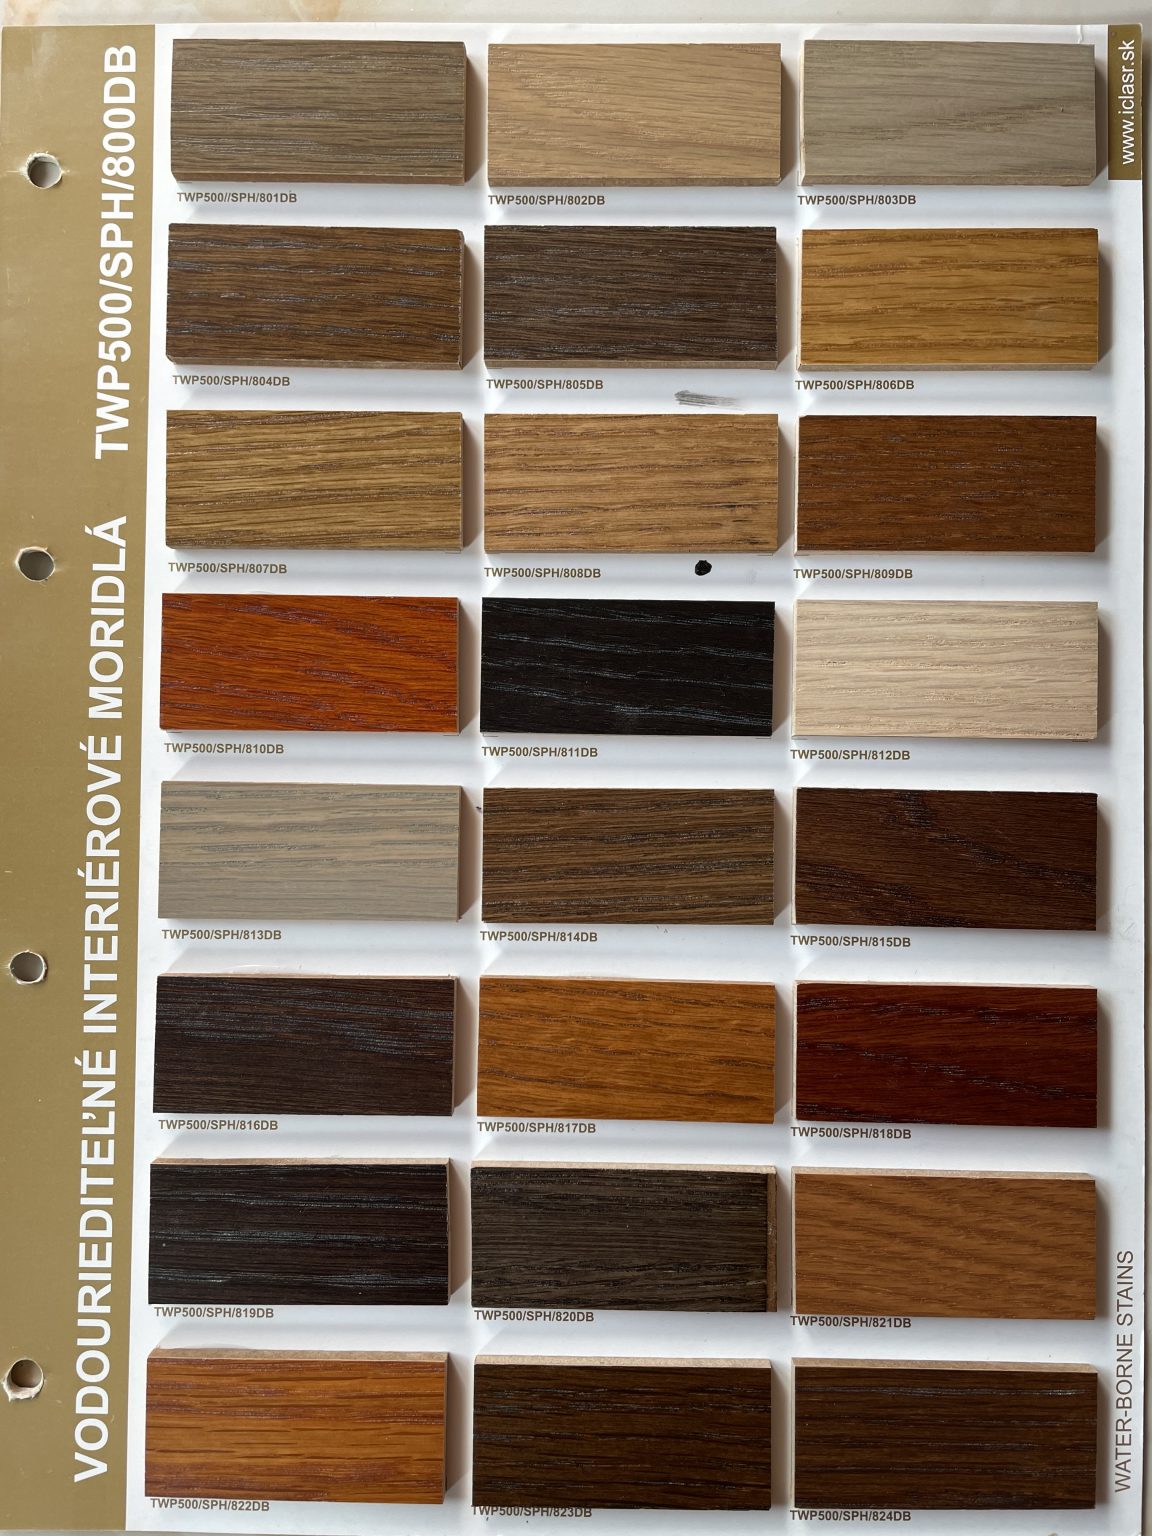 VODOURIEDITEĽNÉ INTERIÉROVÉ MORIDLÁ TWP500/SPH/800DB
www.iclasr.sk
TWP500//SPH/801DB
TWP500/SPH/802DB
TWP500/SPH/803DB
TWP500/SPH/804DB
TWP500/SPH/805DB
TWP500/SPH/806DB
TWP500/SPH/807DB
TWP500/SPH/808DB
TWP500/SPH/809DB
TWP500/SPH/810DB
TWP500/SPH/811DB
TWP500/SPH/812DB
TWP500/SPH/813DB
TWP500/SPH/814DB
TWP500/SPH/815DB
TWP500/SPH/816DB
TWP500/SPH/817DB
TWP500/SPH/818DB
TWP500/SPH/819DB
TWP500/SPH/820DB
TWP500/SPH/821DB
TWP500/SPH/822DB
TWP500/SPH/823DB
TWP500/SPH/824DB
WATER-BORNE STAINS